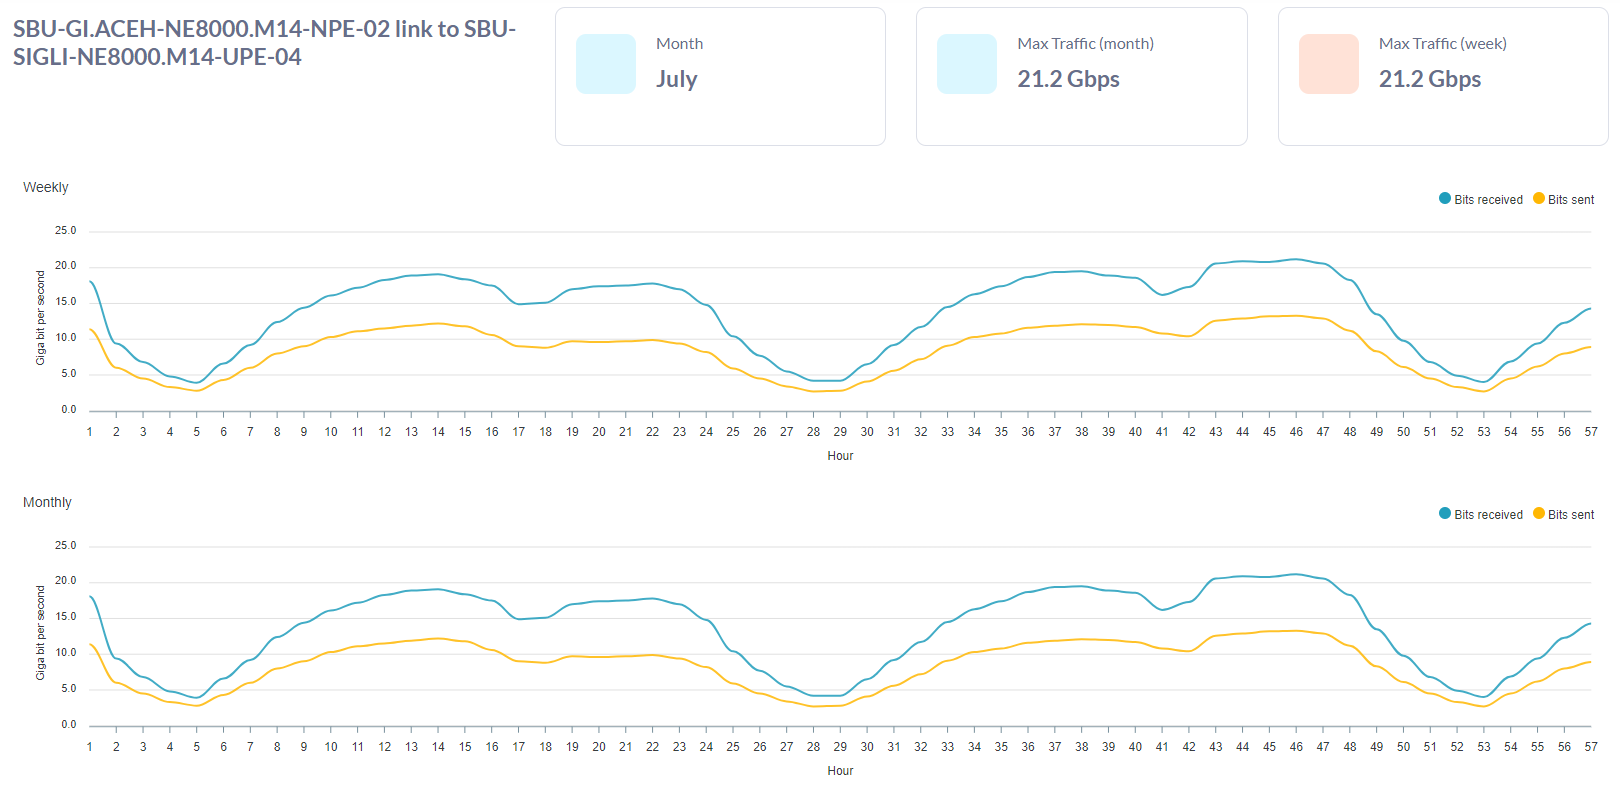 SBU-GI.ACEH-NE8000.M14-NPE-02 link to SBU-
SIGLI-NE8000.M14-UPE-04
Month
July
Max Traffic (month)
21.2 Gbps
Max Traffic (week)
21.2 Gbps
Weekly
Bits received Bits sent
Giga bit per second
25.0
20.0
15.0
10.0
5.0
0.0
1 2 3 4 5 6 7 8 9 10 11 12 13 14 15 16 17 18 19 20 21 22 23 24 25 26 27 28 29 30 31 32 33 34 35 36 37 38 39 40 41 42 43 44 45 46 47 48 49 50 51 52 53 54 55 56 57
Hour
Monthly
Bits received Bits sent
Giga bit per second
25.0
20.0
15.0
10.0
5.0
0.0
1 2 3 4 5 6 7 8 9 10 11 12 13 14 15 16 17 18 19 20 21 22 23 24 25 26 27 28 29 30 31 32 33 34 35 36 37 38 39 40 41 42 43 44 45 46 47 48 49 50 51 52 53 54 55 56 57
Hour